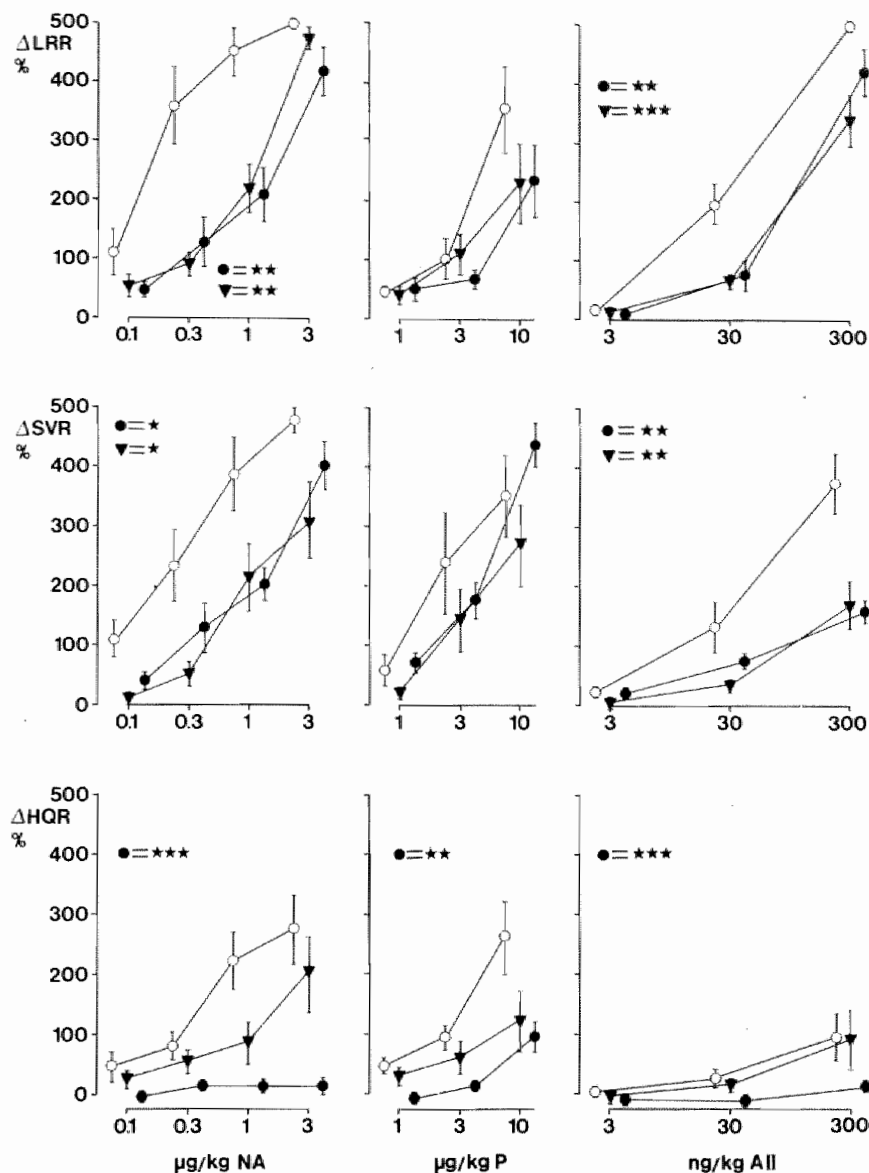 500
ΔLRR
%
400
300
200
100
0
●=★★
▼=★★
0.1 0.3 1 3
1 3 10
●=★★
▼=★★★
3 30 300
500
ΔSVR
%
400
300
200
100
0
●=★
▼=★
0.1 0.3 1 3
1 3 10
●=★★
▼=★★
3 30 300
500
ΔHQR
%
400
300
200
100
0
●=★★★
●=★★
●=★★★
0.1 0.3 1 3
1 3 10
3 30 300
µg/kg NA
µg/kg P
ng/kg AII